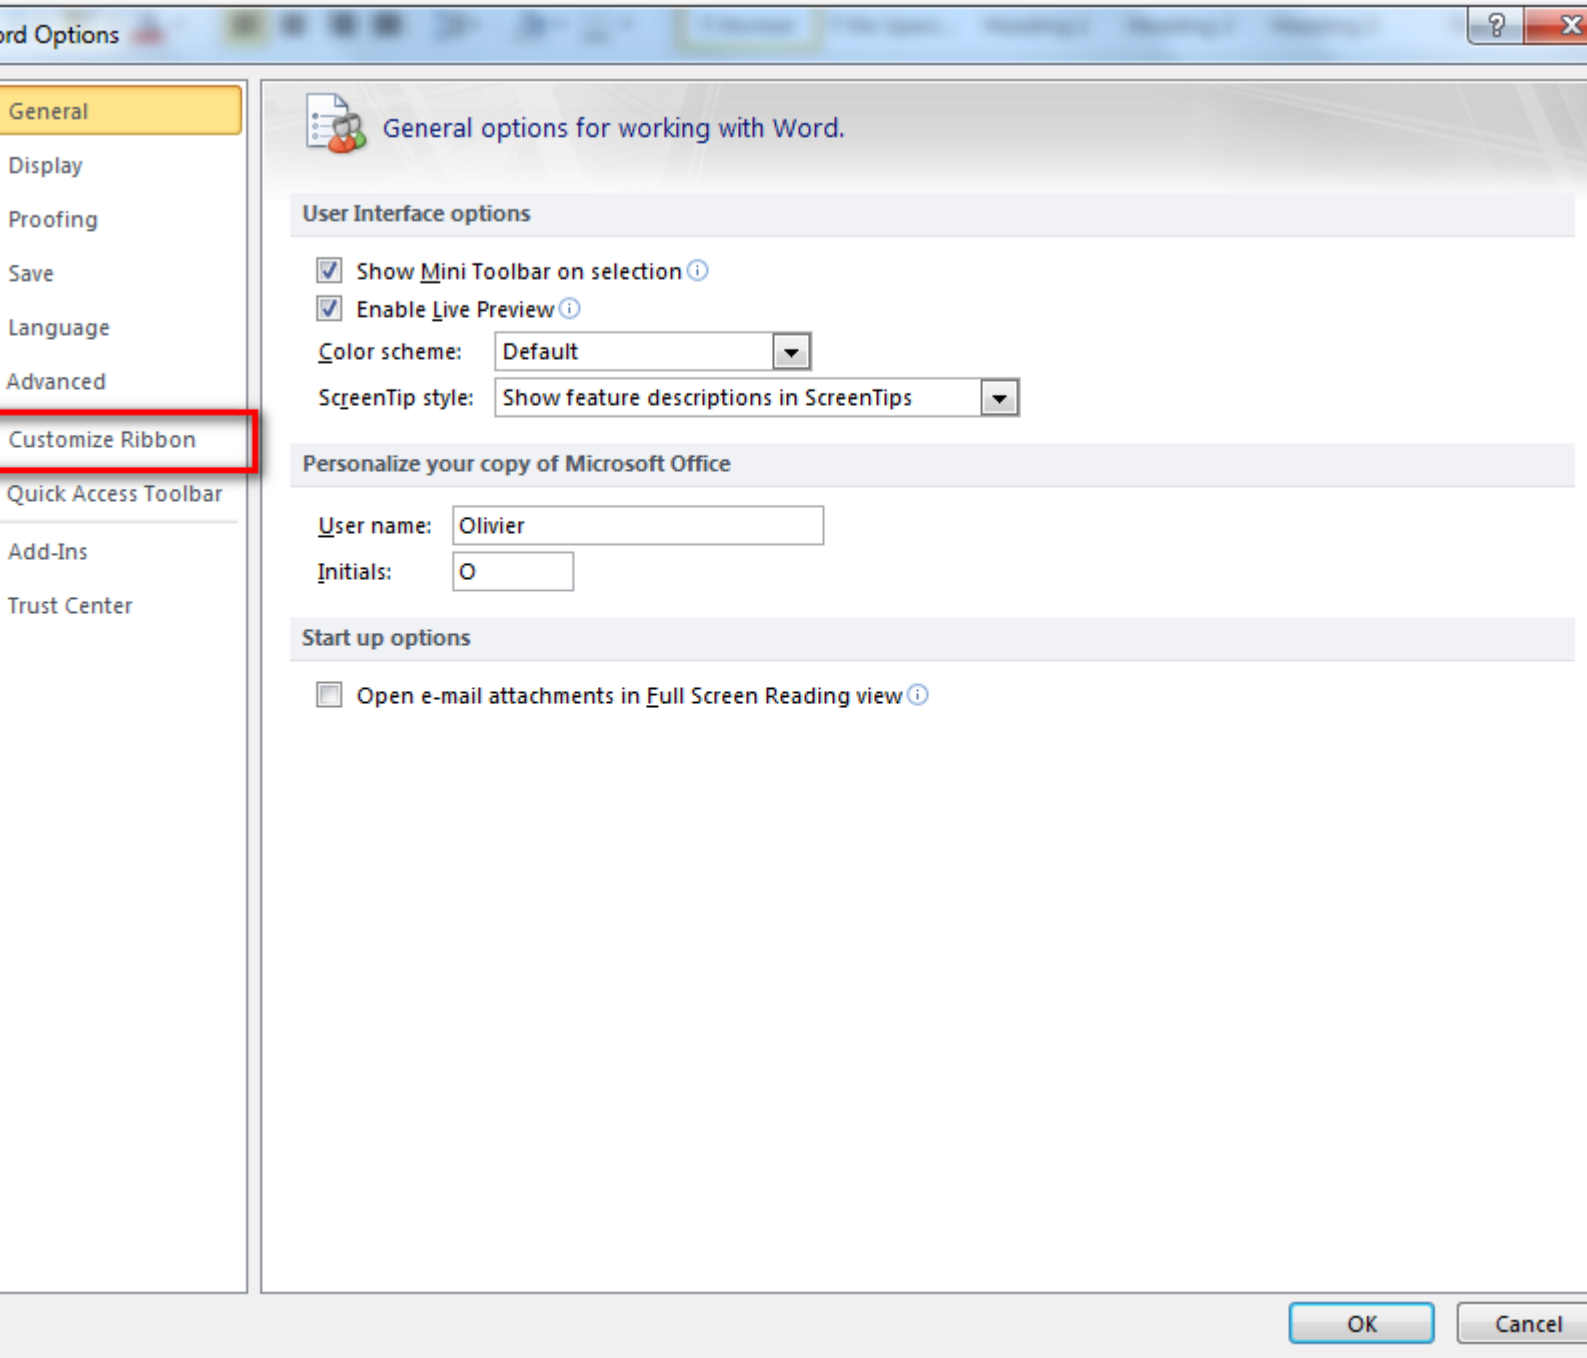 ord Options
General
Display
Proofing
Save
Language
Advanced
Customize Ribbon
Quick Access Toolbar
Add-Ins
Trust Center
General options for working with Word.
User Interface options
Show Mini Toolbar on selection
Enable Live Preview
Color scheme: Default
ScreenTip style: Show feature descriptions in ScreenTips
Personalize your copy of Microsoft Office
User name: Olivier
Initials: O
Start up options
Open e-mail attachments in Full Screen Reading view
OK Cancel